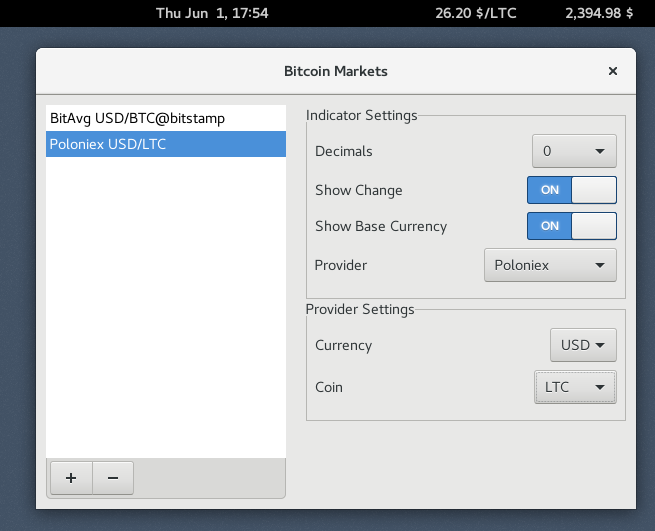 Thu Jun 1, 17:54 26.20 $/LTC 2,394.98 $
Bitcoin Markets
BitAvg USD/BTC@bitstamp
Poloniex USD/LTC
Indicator Settings
Decimals 0
Show Change ON
Show Base Currency ON
Provider Poloniex
Provider Settings
Currency USD
Coin LTC